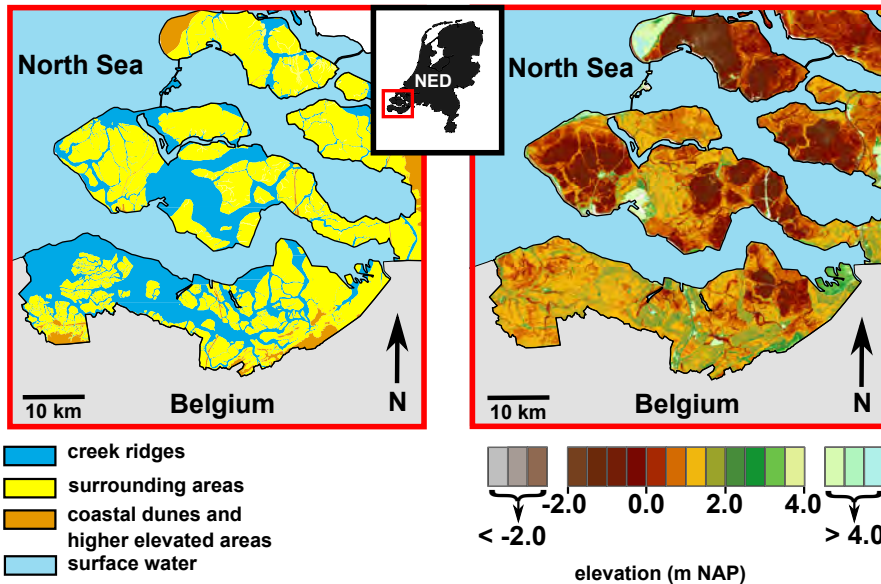 North Sea
NED
North Sea
10 km
Belgium
N
10 km
Belgium
N
creek ridges
surrounding areas
coastal dunes and
higher elevated areas
surface water
-2.0 0.0 2.0 4.0
< -2.0 > 4.0
elevation (m NAP)